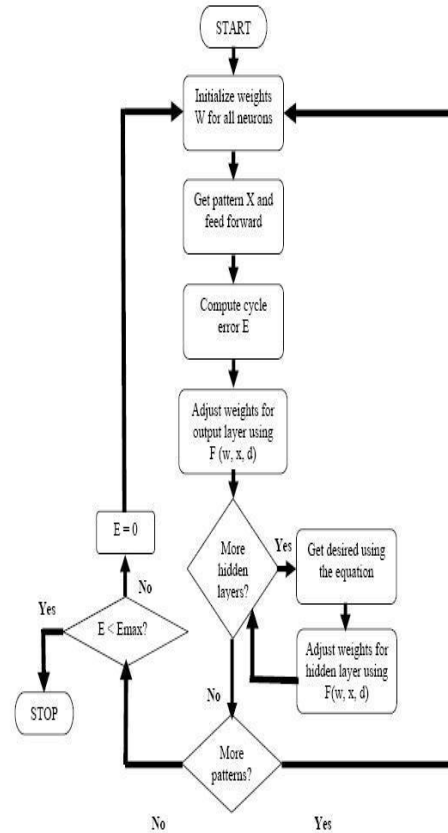 START
Initialize weights
W for all neurons
Get pattern X and
feed forward
Compute cycle
error E
Adjust weights for
output layer using
F (w, x, d)
More
hidden
layers?
Yes
Get desired using
the equation
Adjust weights for
hidden layer using
F(w, x, d)
No
E = 0
No
Yes
E < Emax?
STOP
More
patterns?
No
Yes